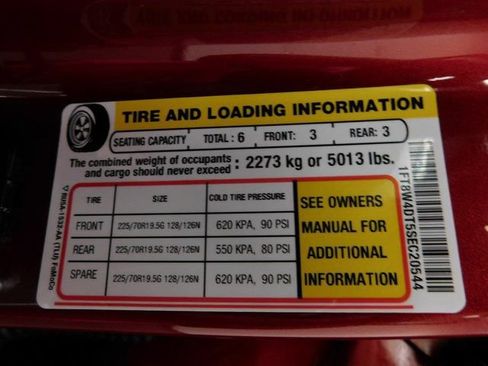 TIRE AND LOADING INFORMATION
SEATING CAPACITY TOTAL : 6 FRONT: 3 REAR: 3
The combined weight of occupants
and cargo should never exceed : 2273 kg or 5013 lbs.
TIRE SIZE COLD TIRE PRESSURE
FRONT 225/70R19.5G 128/126N 620 KPA, 90 PSI
REAR 225/70R19.5G 128/126N 550 KPA, 80 PSI
SPARE 225/70R19.5G 128/126N 620 KPA, 90 PSI
SEE OWNERS
MANUAL FOR
ADDITIONAL
INFORMATION
1FT8W4DT5SEC20544